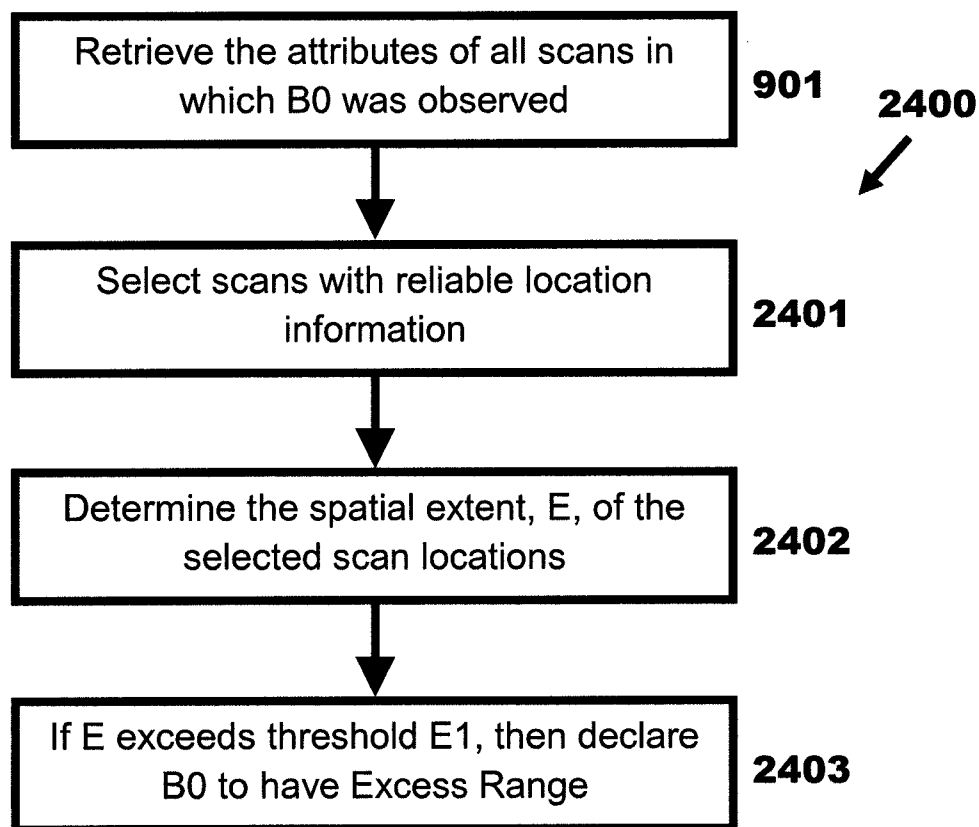 Retrieve the attributes of all scans in
which B0 was observed
901
2400
Select scans with reliable location
information
2401
Determine the spatial extent, E, of the
selected scan locations
2402
If E exceeds threshold E1, then declare
B0 to have Excess Range
2403